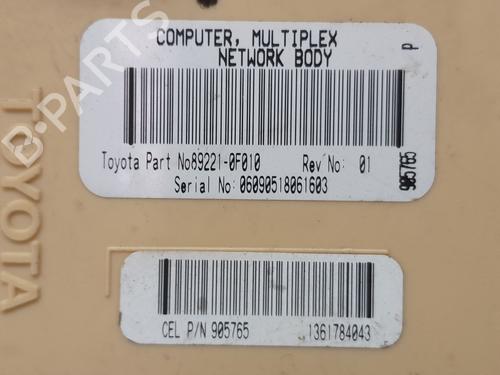 COMPUTER, MULTIPLEX
NETWORK BODY
p
Toyota Part No89221-0F010 Rev No: 01
Serial No: 06090518061603
905765
TOYOTA
CEL P/N 905765 1361784043
B-PARTS